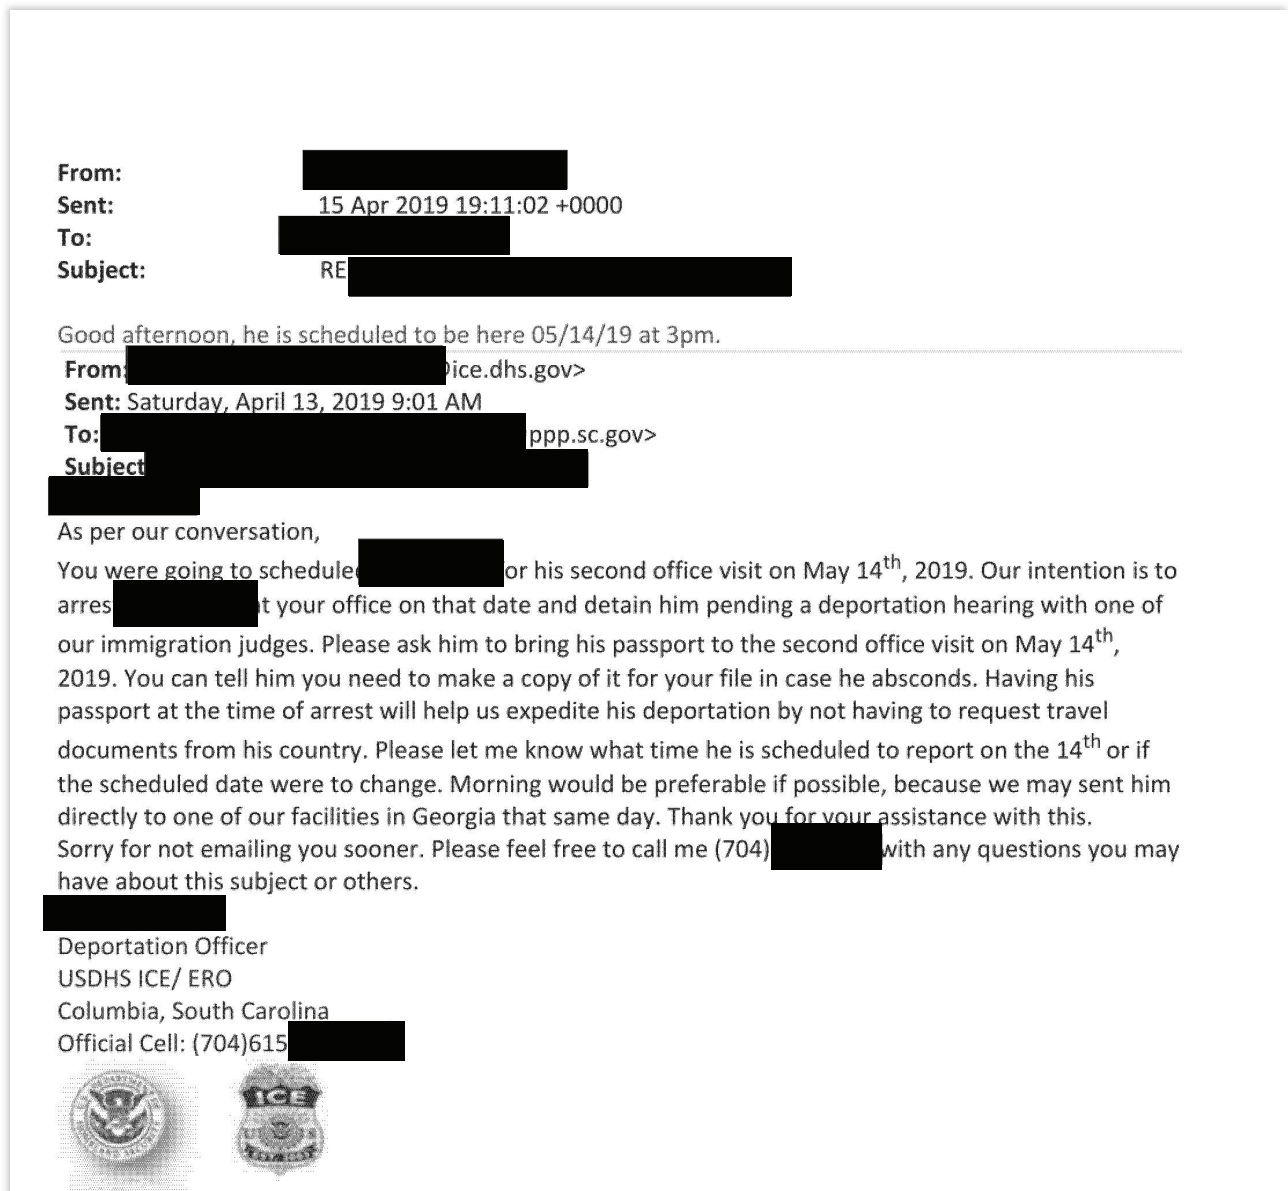 From:
Sent: 15 Apr 2019 19:11:02 +0000
To:
Subject: RE
Good afternoon, he is scheduled to be here 05/14/19 at 3pm.
From: ice.dhs.gov>
Sent: Saturday, April 13, 2019 9:01 AM
To: ppp.sc.gov>
Subject
As per our conversation,
You were going to schedule or his second office visit on May 14th, 2019. Our intention is to
arres t your office on that date and detain him pending a deportation hearing with one of
our immigration judges. Please ask him to bring his passport to the second office visit on May 14th,
2019. You can tell him you need to make a copy of it for your file in case he absconds. Having his
passport at the time of arrest will help us expedite his deportation by not having to request travel
documents from his country. Please let me know what time he is scheduled to report on the 14th or if
the scheduled date were to change. Morning would be preferable if possible, because we may sent him
directly to one of our facilities in Georgia that same day. Thank you for your assistance with this.
Sorry for not emailing you sooner. Please feel free to call me (704) with any questions you may
have about this subject or others.
Deportation Officer
USDHS ICE/ ERO
Columbia, South Carolina
Official Cell: (704)615
ICE